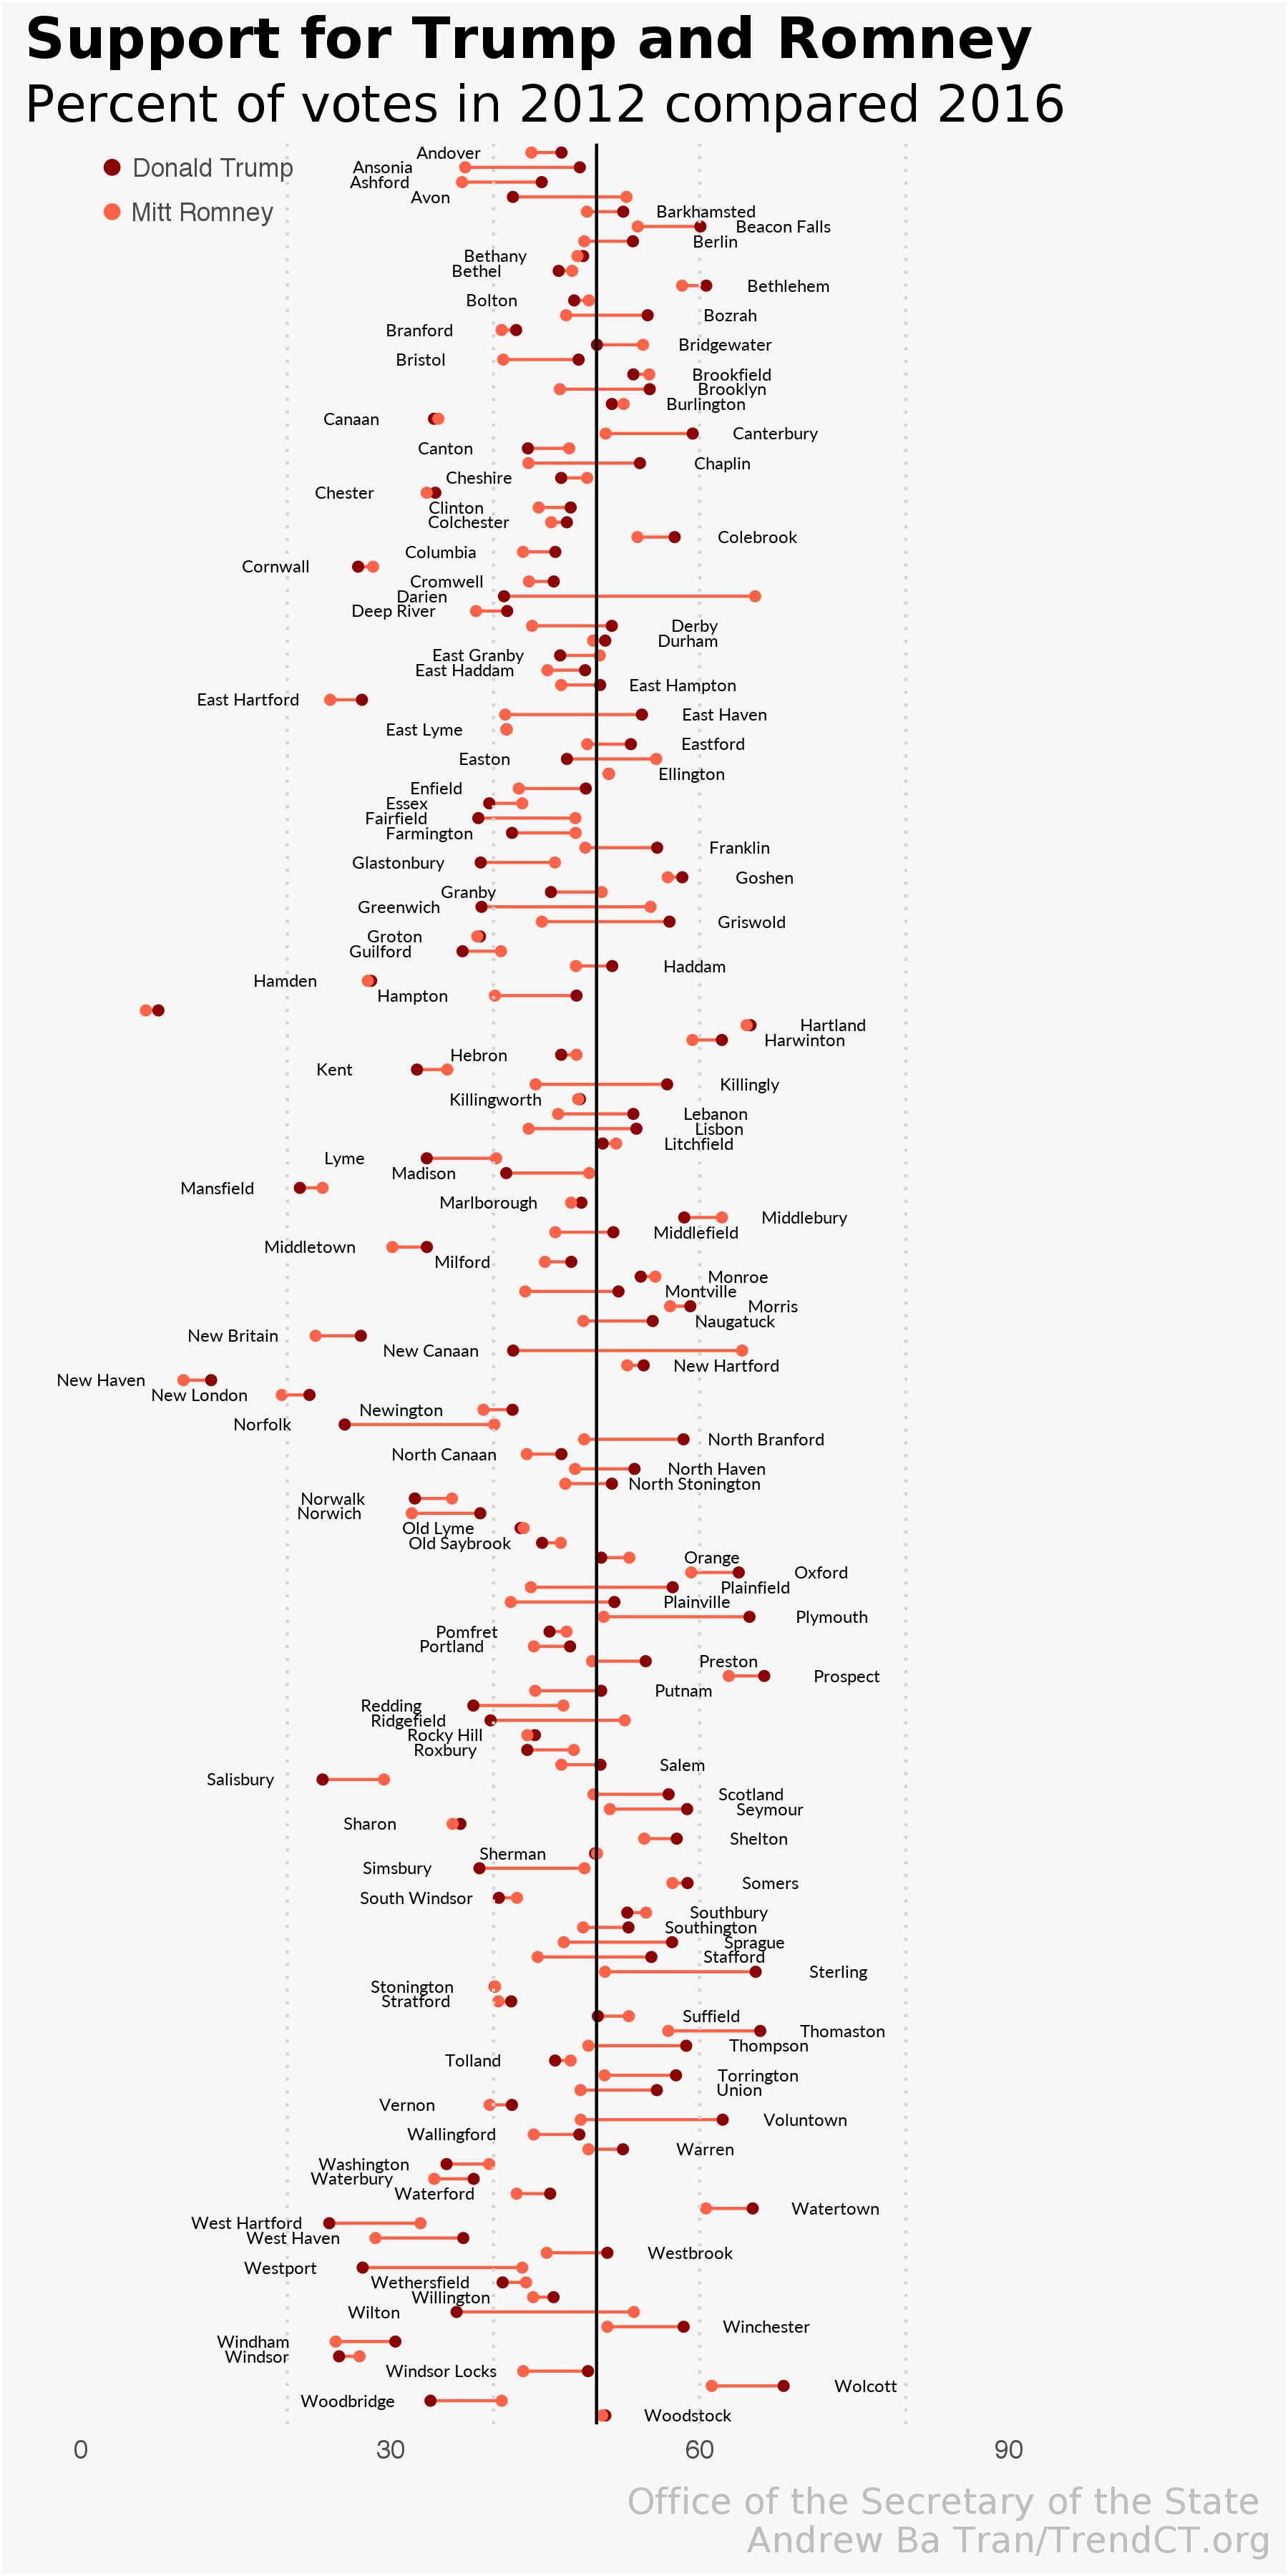 Support for Trump and Romney
Percent of votes in 2012 compared 2016
Donald Trump
Mitt Romney
Andover
Ansonia
Ashford
Avon
Barkhamsted
Beacon Falls
Berlin
Bethany
Bethel
Bethlehem
Bolton
Bozrah
Branford
Bridgewater
Bristol
Brookfield
Brooklyn
Burlington
Canaan
Canterbury
Canton
Chaplin
Cheshire
Chester
Clinton
Colchester
Colebrook
Columbia
Cornwall
Cromwell
Darien
Deep River
Derby
Durham
East Granby
East Haddam
East Hampton
East Hartford
East Haven
East Lyme
Eastford
Easton
Ellington
Enfield
Essex
Fairfield
Farmington
Franklin
Glastonbury
Goshen
Granby
Greenwich
Griswold
Groton
Guilford
Haddam
Hamden
Hampton
Hartland
Harwinton
Hebron
Kent
Killingly
Killingworth
Lebanon
Lisbon
Litchfield
Lyme
Madison
Mansfield
Marlborough
Middlebury
Middlefield
Middletown
Milford
Monroe
Montville
Morris
Naugatuck
New Britain
New Canaan
New Hartford
New Haven
New London
Newington
Norfolk
North Branford
North Canaan
North Haven
North Stonington
Norwalk
Norwich
Old Lyme
Old Saybrook
Orange
Oxford
Plainfield
Plainville
Plymouth
Pomfret
Portland
Preston
Prospect
Putnam
Redding
Ridgefield
Rocky Hill
Roxbury
Salem
Salisbury
Scotland
Seymour
Sharon
Shelton
Sherman
Simsbury
Somers
South Windsor
Southbury
Southington
Sprague
Stafford
Sterling
Stonington
Stratford
Suffield
Thomaston
Thompson
Tolland
Torrington
Union
Vernon
Voluntown
Wallingford
Warren
Washington
Waterbury
Waterford
Watertown
West Hartford
West Haven
Westbrook
Westport
Wethersfield
Willington
Wilton
Winchester
Windham
Windsor
Windsor Locks
Wolcott
Woodbridge
Woodstock
0 30 60 90
Office of the Secretary of the State
Andrew Ba Tran/TrendCT.org